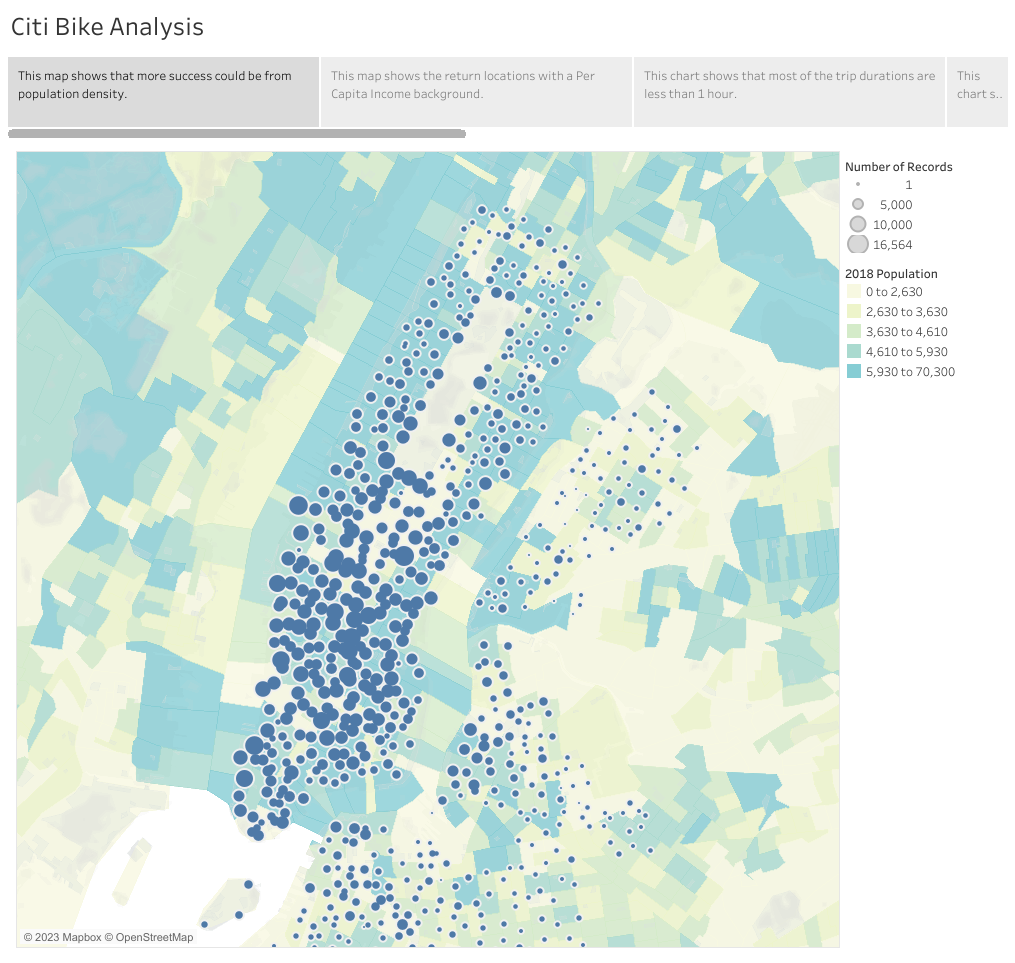 Citi Bike Analysis
This map shows that more success could be from
population density.
This map shows the return locations with a Per
Capita Income background.
This chart shows that most of the trip durations are
less than 1 hour.
This
chart s..
Number of Records
1
5,000
10,000
16,564
2018 Population
0 to 2,630
2,630 to 3,630
3,630 to 4,610
4,610 to 5,930
5,930 to 70,300
© 2023 Mapbox © OpenStreetMap